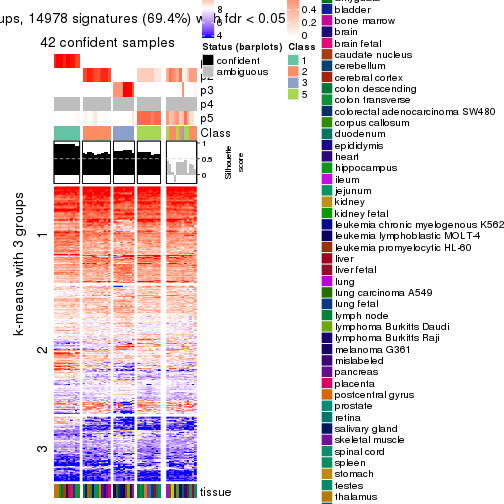 ups, 14978 signatures (69.4%) with fdr < 0.05
42 confident samples
p3
p4
p5
Class
1
0.5
0
Silhouette
score
k-means with 3 groups
1
2
3
tissue
8
6
4
0.4
0.2
0
Status (barplots)
confident
ambiguous
Class
1
2
3
5
bladder
bone marrow
brain
brain fetal
caudate nucleus
cerebellum
cerebral cortex
colon descending
colon transverse
colorectal adenocarcinoma SW480
corpus callosum
duodenum
epididymis
heart
hippocampus
ileum
jejunum
kidney
kidney fetal
leukemia chronic myelogenous K562
leukemia lymphoblastic MOLT-4
leukemia promyelocytic HL-60
liver
liver fetal
lung
lung carcinoma A549
lung fetal
lymph node
lymphoma Burkitts Daudi
lymphoma Burkitts Raji
melanoma G361
mislabeled
pancreas
placenta
postcentral gyrus
prostate
retina
salivary gland
skeletal muscle
spinal cord
spleen
stomach
testes
thalamus